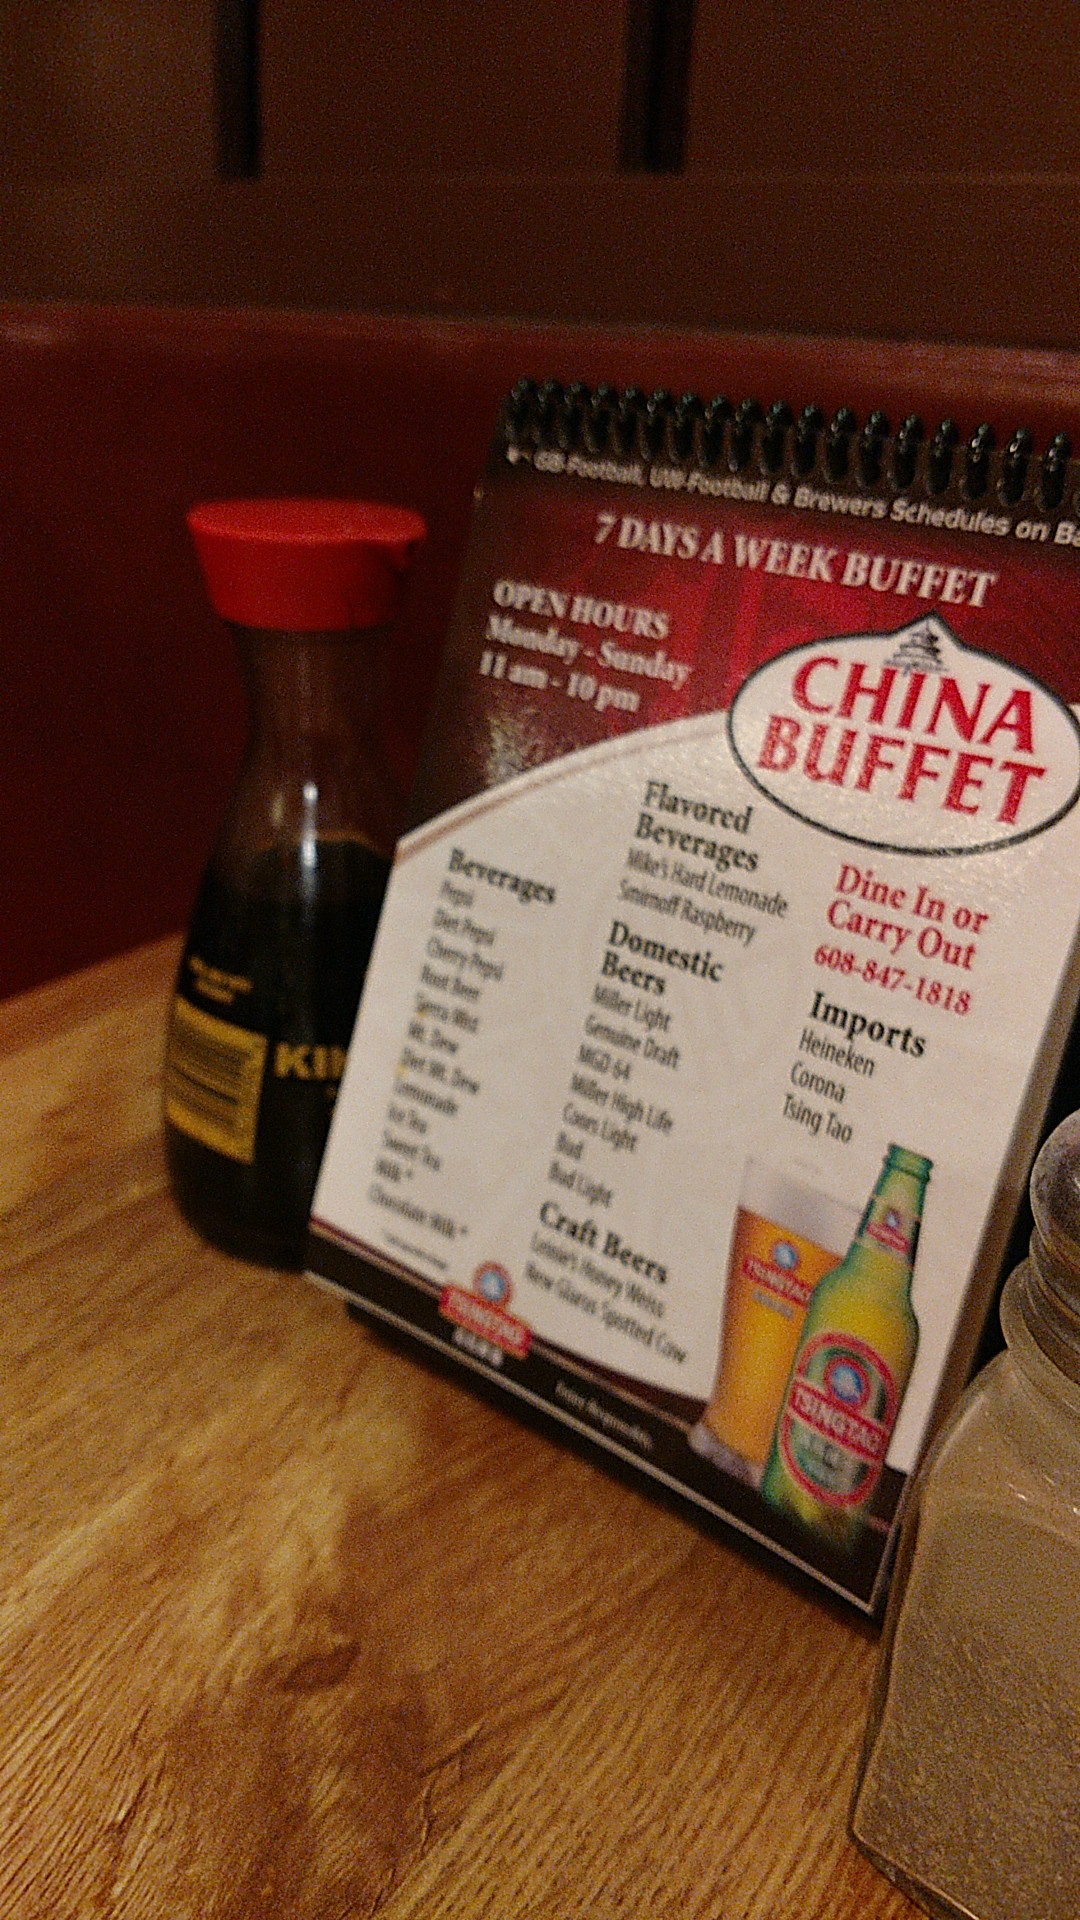 GB-Football, UW-Football & Brewers Schedules on Ba
7 DAYS A WEEK BUFFET
OPEN HOURS
Monday - Sunday
11 am - 10 pm
CHINA
BUFFET
Beverages
Pepsi
Diet Pepsi
Cherry Pepsi
Root Beer
Sierra Mist
Mt. Dew
Diet Mt. Dew
Lemonade
Ice Tea
Sweet Tea
Milk *
Chocolate Milk *
Flavored
Beverages
Mike's Hard Lemonade
Smirnoff Raspberry
Domestic
Beers
Miller Light
Genuine Draft
MGD 64
Miller High Life
Coors Light
Bud
Bud Light
Craft Beers
Leinie's Honey Weiss
New Glarus Spotted Cow
Dine In or
Carry Out
608-847-1818
Imports
Heineken
Corona
Tsing Tao
TSINGTAO
TSINGTAO
TSINGTAO
KI